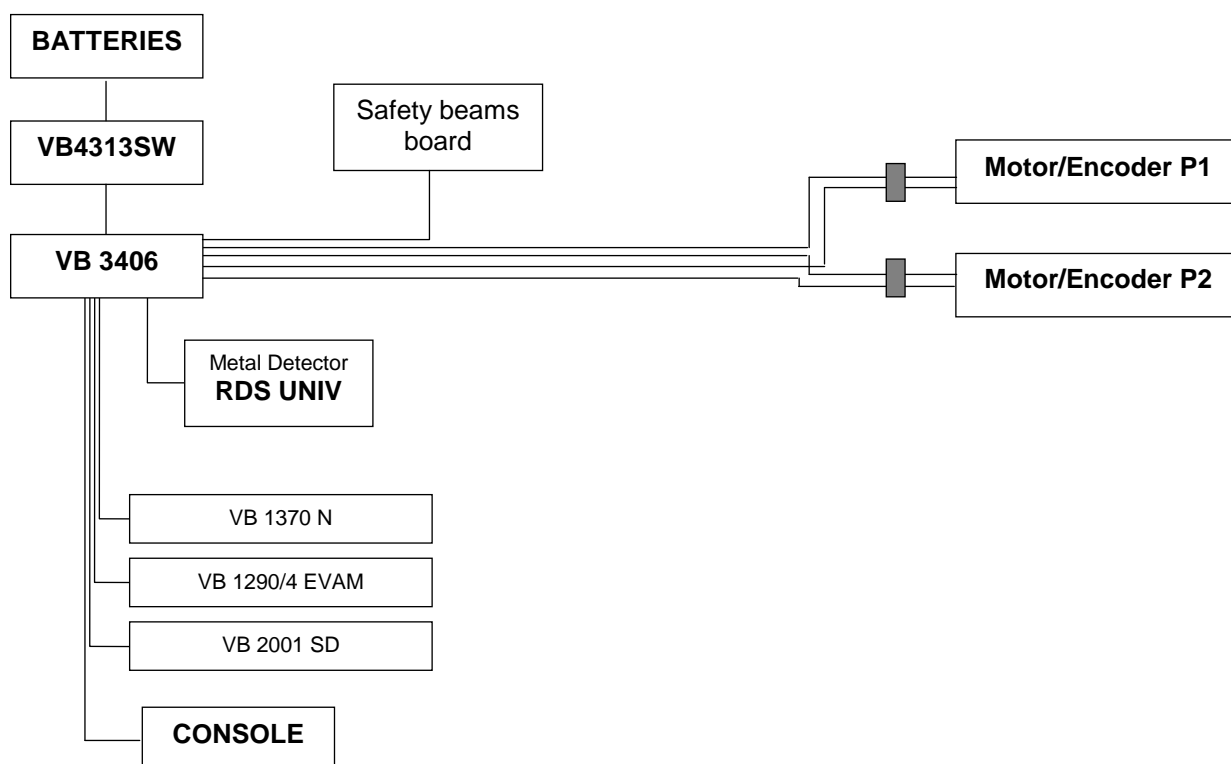 BATTERIES
VB4313SW
Safety beams
board
Motor/Encoder P1
VB 3406
Motor/Encoder P2
Metal Detector
RDS UNIV
VB 1370 N
VB 1290/4 EVAM
VB 2001 SD
CONSOLE